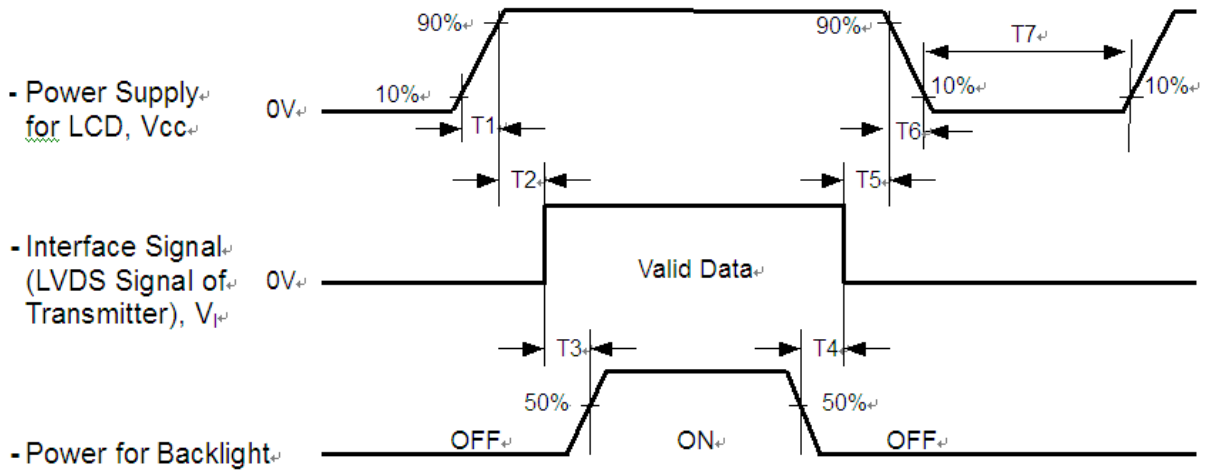 90%
90%
T7
- Power Supply
for LCD, Vcc
0V
10%
10%
10%
T1
T6
T2
T5
- Interface Signal
(LVDS Signal of
Transmitter), VI
0V
Valid Data
T3
T4
50%
50%
- Power for Backlight
OFF
ON
OFF